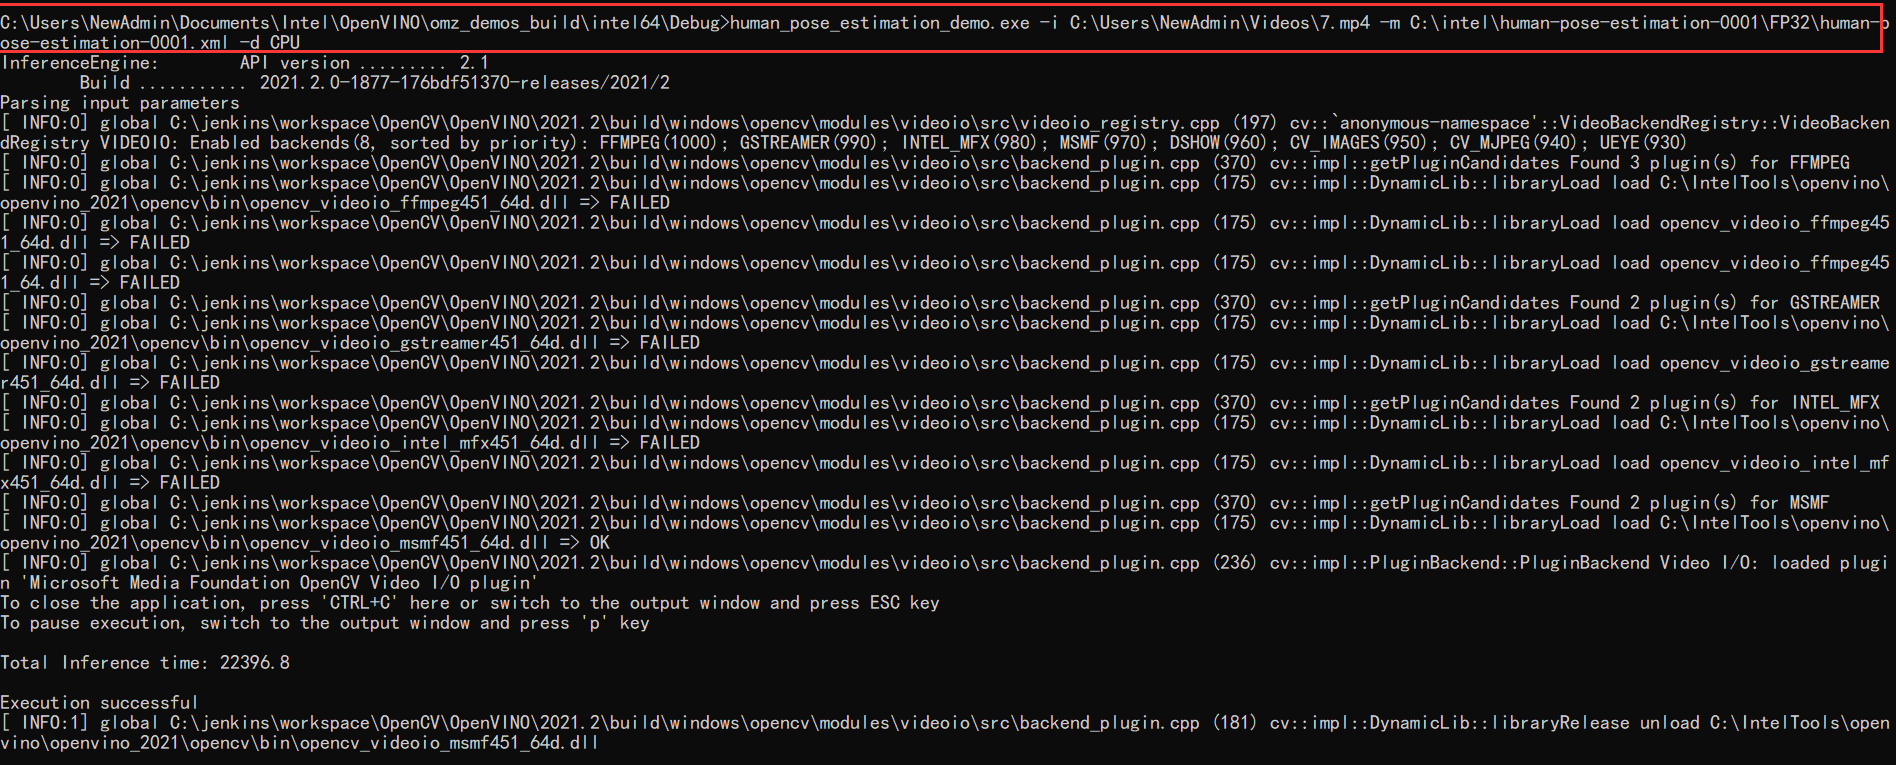 C:\Users\NewAdmin\Documents\Intel\OpenVINO\omz_demos_build\intel64\Debug>human_pose_estimation_demo.exe -i C:\Users\NewAdmin\Videos\7.mp4 -m C:\intel\human-pose-estimation-0001\FP32\human-p
ose-estimation-0001.xml -d CPU
InferenceEngine:        API version ......... 2.1
        Build ........... 2021.2.0-1877-176bdf51370-releases/2021/2
Parsing input parameters
[ INFO:0] global C:\jenkins\workspace\OpenCV\OpenVINO\2021.2\build\windows\opencv\modules\videoio\src\videoio_registry.cpp (197) cv::`anonymous-namespace'::VideoBackendRegistry::VideoBacken
dRegistry VIDEOIO: Enabled backends(8, sorted by priority): FFMPEG(1000); GSTREAMER(990); INTEL_MFX(980); MSMF(970); DSHOW(960); CV_IMAGES(950); CV_MJPEG(940); UEYE(930)
[ INFO:0] global C:\jenkins\workspace\OpenCV\OpenVINO\2021.2\build\windows\opencv\modules\videoio\src\backend_plugin.cpp (370) cv::impl::getPluginCandidates Found 3 plugin(s) for FFMPEG
[ INFO:0] global C:\jenkins\workspace\OpenCV\OpenVINO\2021.2\build\windows\opencv\modules\videoio\src\backend_plugin.cpp (175) cv::impl::DynamicLib::libraryLoad load C:\IntelTools\openvino\
openvino_2021\opencv\bin\opencv_videoio_ffmpeg451_64d.dll => FAILED
[ INFO:0] global C:\jenkins\workspace\OpenCV\OpenVINO\2021.2\build\windows\opencv\modules\videoio\src\backend_plugin.cpp (175) cv::impl::DynamicLib::libraryLoad load opencv_videoio_ffmpeg45
1_64d.dll => FAILED
[ INFO:0] global C:\jenkins\workspace\OpenCV\OpenVINO\2021.2\build\windows\opencv\modules\videoio\src\backend_plugin.cpp (175) cv::impl::DynamicLib::libraryLoad load opencv_videoio_ffmpeg45
1_64.dll => FAILED
[ INFO:0] global C:\jenkins\workspace\OpenCV\OpenVINO\2021.2\build\windows\opencv\modules\videoio\src\backend_plugin.cpp (370) cv::impl::getPluginCandidates Found 2 plugin(s) for GSTREAMER
[ INFO:0] global C:\jenkins\workspace\OpenCV\OpenVINO\2021.2\build\windows\opencv\modules\videoio\src\backend_plugin.cpp (175) cv::impl::DynamicLib::libraryLoad load C:\IntelTools\openvino\
openvino_2021\opencv\bin\opencv_videoio_gstreamer451_64d.dll => FAILED
[ INFO:0] global C:\jenkins\workspace\OpenCV\OpenVINO\2021.2\build\windows\opencv\modules\videoio\src\backend_plugin.cpp (175) cv::impl::DynamicLib::libraryLoad load opencv_videoio_gstreame
r451_64d.dll => FAILED
[ INFO:0] global C:\jenkins\workspace\OpenCV\OpenVINO\2021.2\build\windows\opencv\modules\videoio\src\backend_plugin.cpp (370) cv::impl::getPluginCandidates Found 2 plugin(s) for INTEL_MFX
[ INFO:0] global C:\jenkins\workspace\OpenCV\OpenVINO\2021.2\build\windows\opencv\modules\videoio\src\backend_plugin.cpp (175) cv::impl::DynamicLib::libraryLoad load C:\IntelTools\openvino\
openvino_2021\opencv\bin\opencv_videoio_intel_mfx451_64d.dll => FAILED
[ INFO:0] global C:\jenkins\workspace\OpenCV\OpenVINO\2021.2\build\windows\opencv\modules\videoio\src\backend_plugin.cpp (175) cv::impl::DynamicLib::libraryLoad load opencv_videoio_intel_mf
x451_64d.dll => FAILED
[ INFO:0] global C:\jenkins\workspace\OpenCV\OpenVINO\2021.2\build\windows\opencv\modules\videoio\src\backend_plugin.cpp (370) cv::impl::getPluginCandidates Found 2 plugin(s) for MSMF
[ INFO:0] global C:\jenkins\workspace\OpenCV\OpenVINO\2021.2\build\windows\opencv\modules\videoio\src\backend_plugin.cpp (175) cv::impl::DynamicLib::libraryLoad load C:\IntelTools\openvino\
openvino_2021\opencv\bin\opencv_videoio_msmf451_64d.dll => OK
[ INFO:0] global C:\jenkins\workspace\OpenCV\OpenVINO\2021.2\build\windows\opencv\modules\videoio\src\backend_plugin.cpp (236) cv::impl::PluginBackend::PluginBackend Video I/O: loaded plugi
n 'Microsoft Media Foundation OpenCV Video I/O plugin'
To close the application, press 'CTRL+C' here or switch to the output window and press ESC key
To pause execution, switch to the output window and press 'p' key
Total Inference time: 22396.8
Execution successful
[ INFO:1] global C:\jenkins\workspace\OpenCV\OpenVINO\2021.2\build\windows\opencv\modules\videoio\src\backend_plugin.cpp (181) cv::impl::DynamicLib::libraryRelease unload C:\IntelTools\open
vino\openvino_2021\opencv\bin\opencv_videoio_msmf451_64d.dll